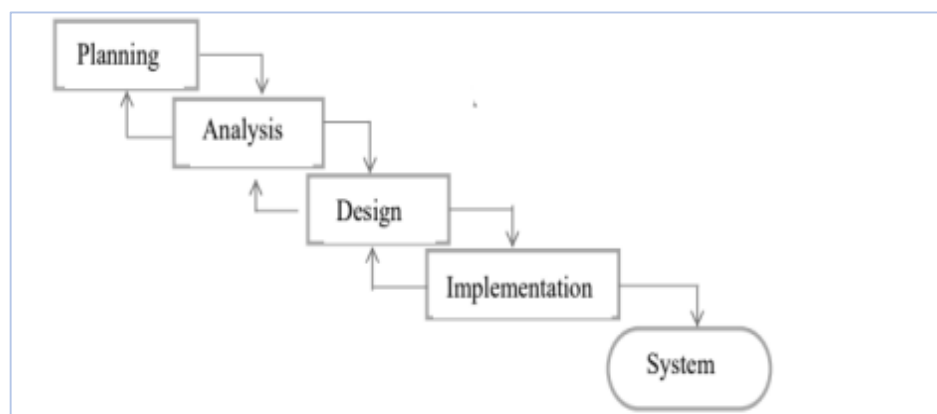 Planning
Analysis
Design
Implementation
System